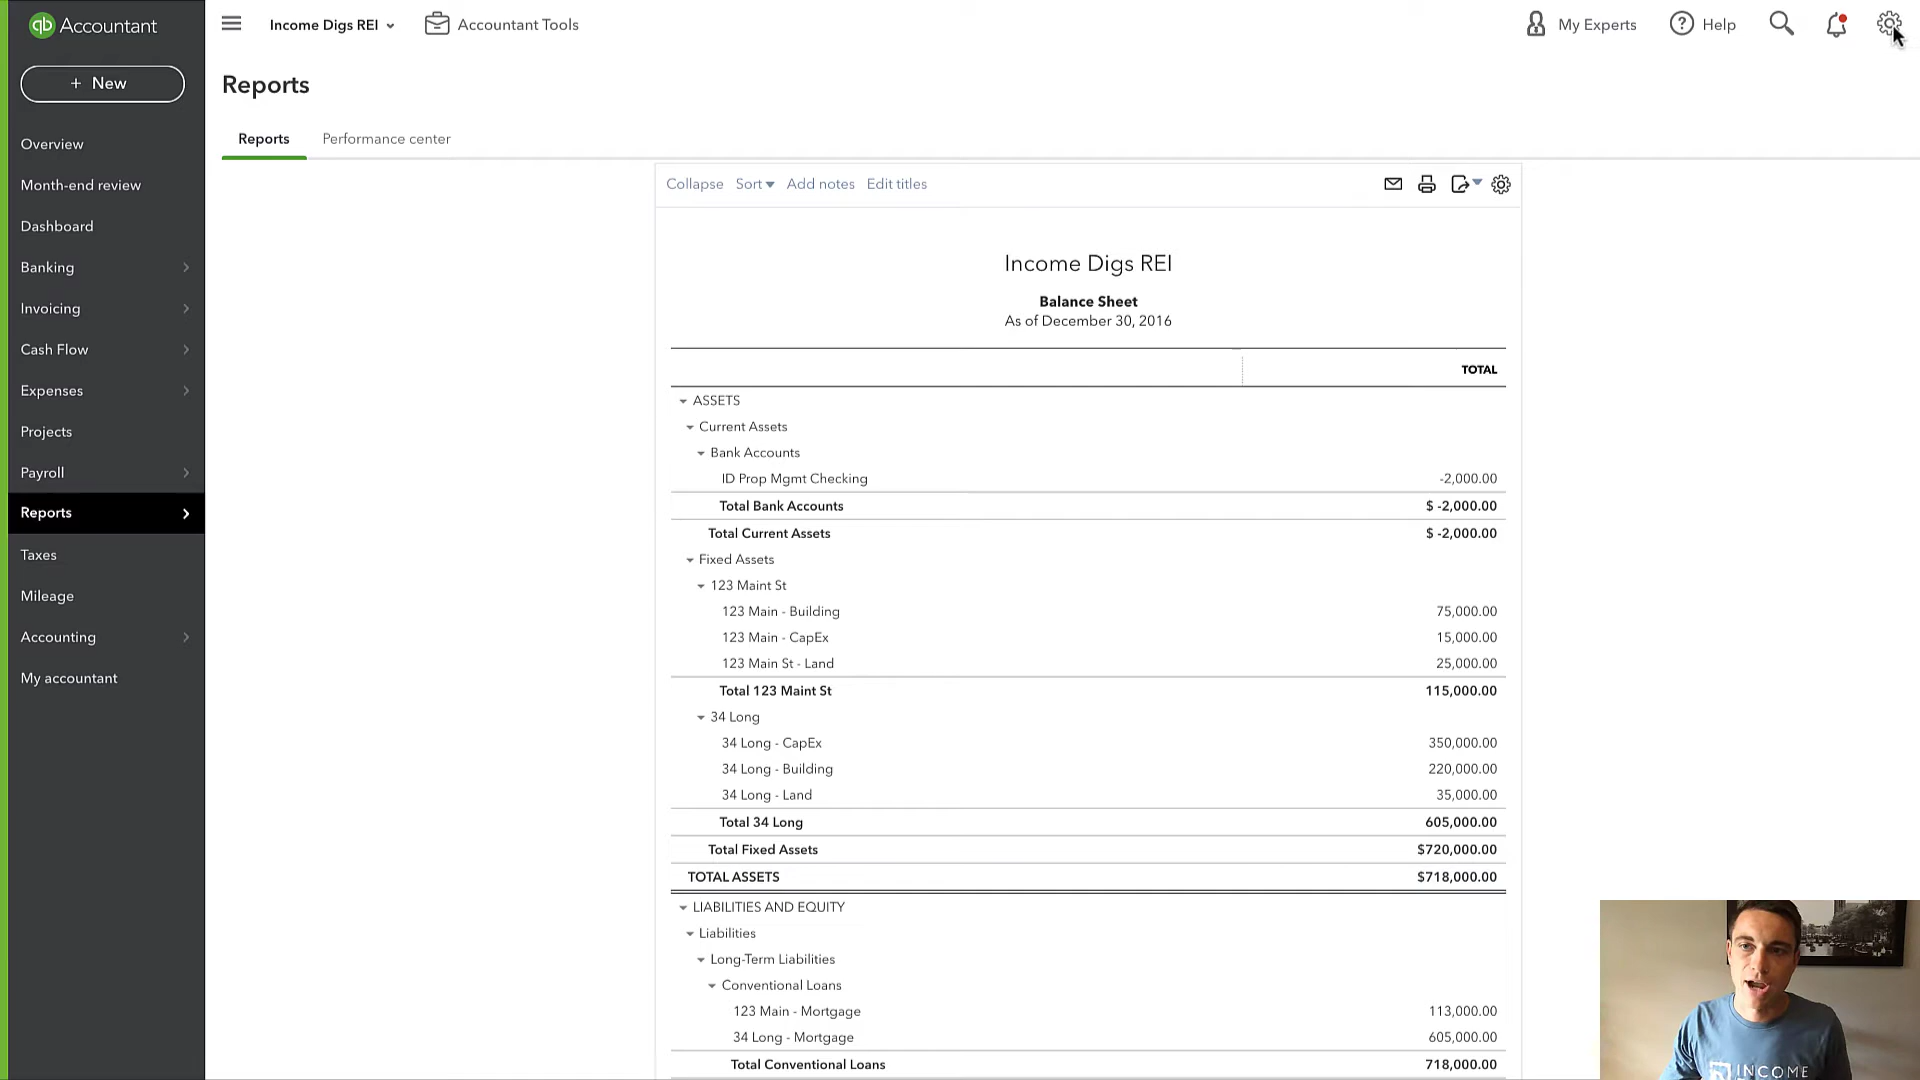 qb Accountant
Income Digs REI
Accountant Tools
My Experts
Help
+ New
Reports
Reports
Performance center
Overview
Month-end review
Dashboard
Banking
Invoicing
Cash Flow
Expenses
Projects
Payroll
Reports
Taxes
Mileage
Accounting
My accountant
Collapse Sort Add notes Edit titles
Income Digs REI
Balance Sheet
As of December 30, 2016
TOTAL
ASSETS
Current Assets
Bank Accounts
ID Prop Mgmt Checking -2,000.00
Total Bank Accounts $ -2,000.00
Total Current Assets $ -2,000.00
Fixed Assets
123 Maint St
123 Main - Building 75,000.00
123 Main - CapEx 15,000.00
123 Main St - Land 25,000.00
Total 123 Maint St 115,000.00
34 Long
34 Long - CapEx 350,000.00
34 Long - Building 220,000.00
34 Long - Land 35,000.00
Total 34 Long 605,000.00
Total Fixed Assets $720,000.00
TOTAL ASSETS $718,000.00
LIABILITIES AND EQUITY
Liabilities
Long-Term Liabilities
Conventional Loans
123 Main - Mortgage 113,000.00
34 Long - Mortgage 605,000.00
Total Conventional Loans 718,000.00
INCOME